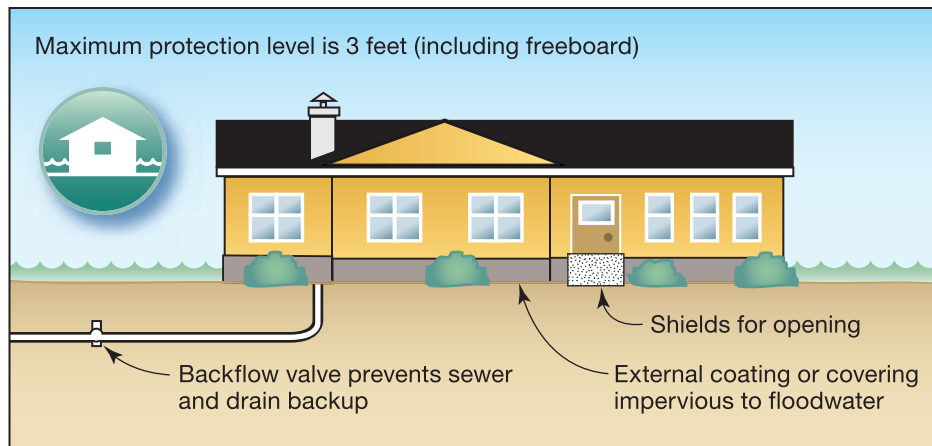 Maximum protection level is 3 feet (including freeboard)
Shields for opening
Backflow valve prevents sewer
and drain backup
External coating or covering
impervious to floodwater